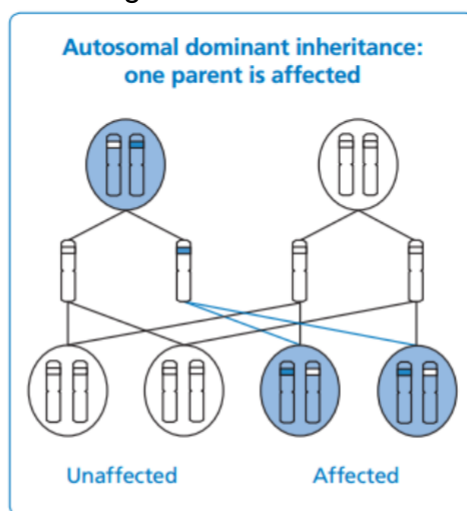 Autosomal dominant inheritance:
one parent is affected
Unaffected
Affected